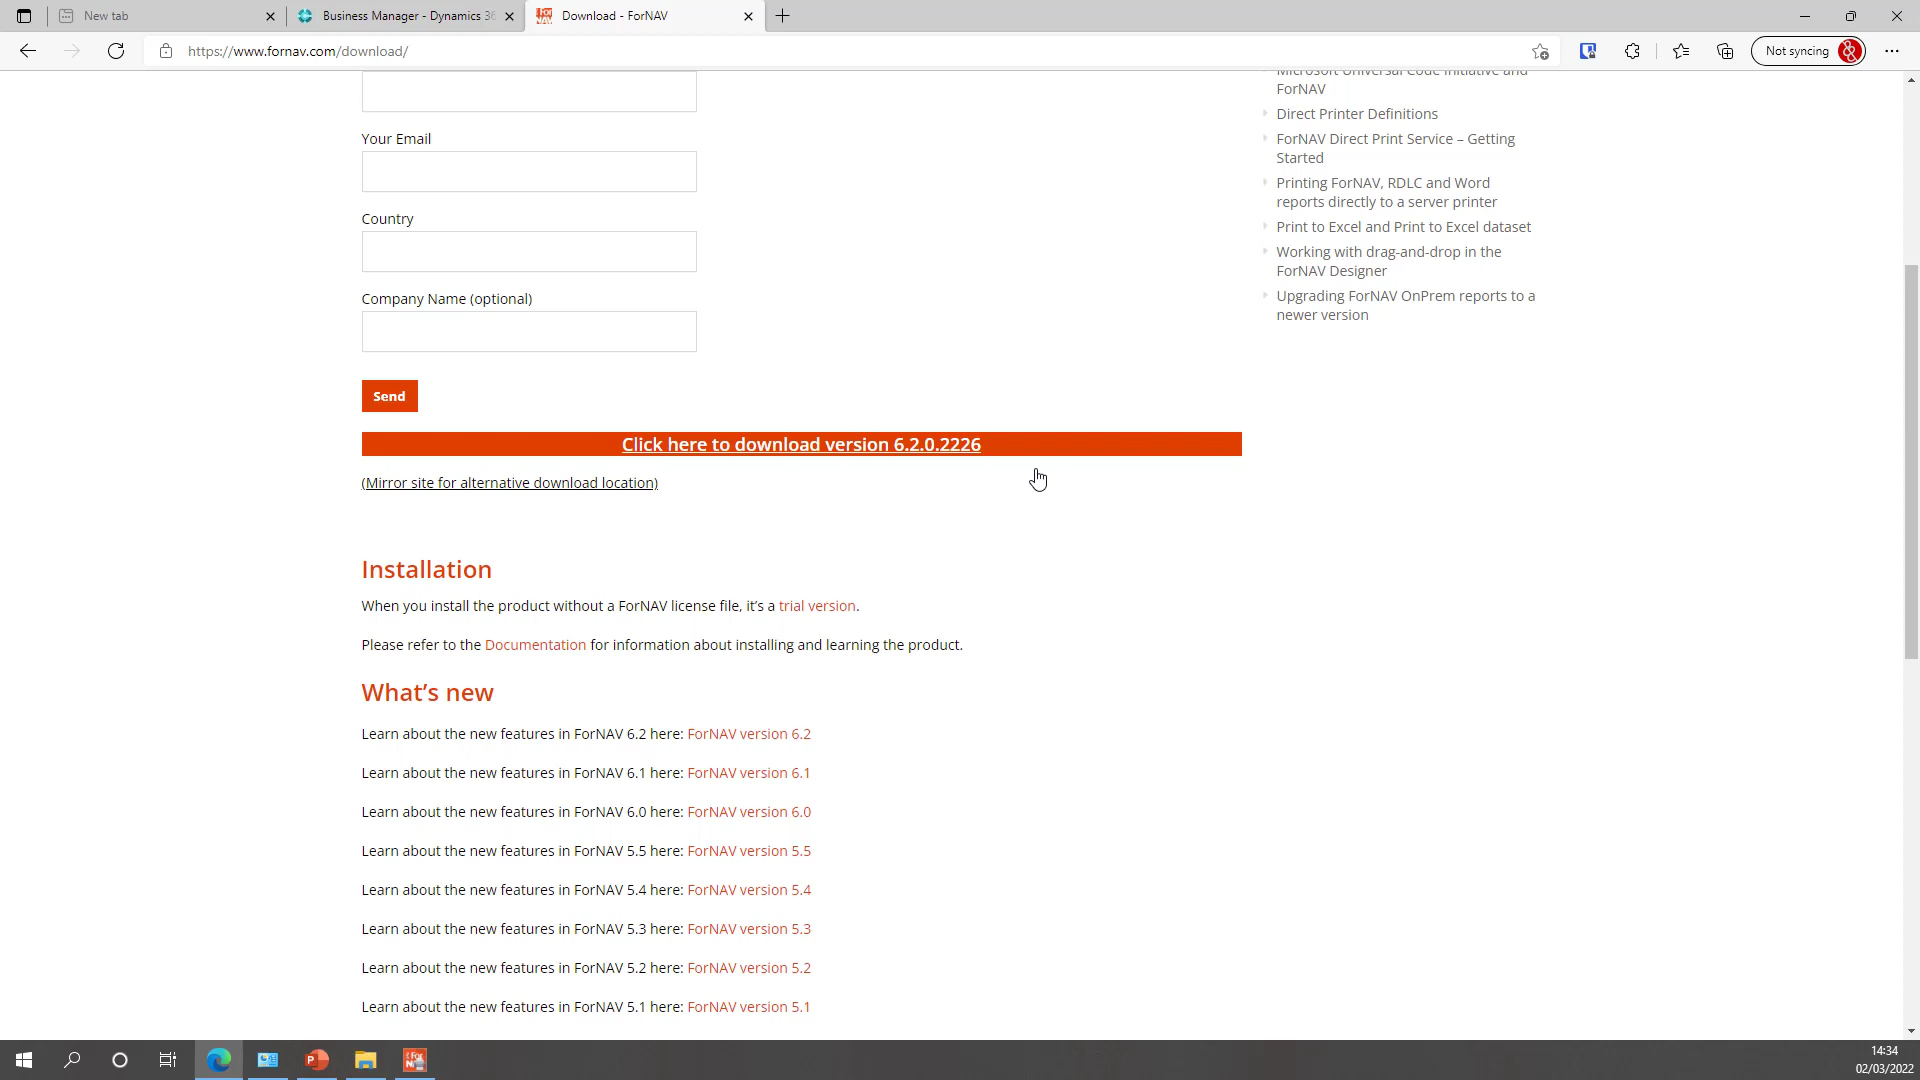 New tab
Business Manager - Dynamics 36
Download - ForNAV
https://www.fornav.com/download/
Not syncing
Your Email
Country
Company Name (optional)
Send
Click here to download version 6.2.0.2226
(Mirror site for alternative download location)
Installation
When you install the product without a ForNAV license file, it’s a trial version.
Please refer to the Documentation for information about installing and learning the product.
What’s new
Learn about the new features in ForNAV 6.2 here: ForNAV version 6.2
Learn about the new features in ForNAV 6.1 here: ForNAV version 6.1
Learn about the new features in ForNAV 6.0 here: ForNAV version 6.0
Learn about the new features in ForNAV 5.5 here: ForNAV version 5.5
Learn about the new features in ForNAV 5.4 here: ForNAV version 5.4
Learn about the new features in ForNAV 5.3 here: ForNAV version 5.3
Learn about the new features in ForNAV 5.2 here: ForNAV version 5.2
Learn about the new features in ForNAV 5.1 here: ForNAV version 5.1
Microsoft Universal Code Initiative and
ForNAV
Direct Printer Definitions
ForNAV Direct Print Service – Getting
Started
Printing ForNAV, RDLC and Word
reports directly to a server printer
Print to Excel and Print to Excel dataset
Working with drag-and-drop in the
ForNAV Designer
Upgrading ForNAV OnPrem reports to a
newer version
14:34
02/03/2022